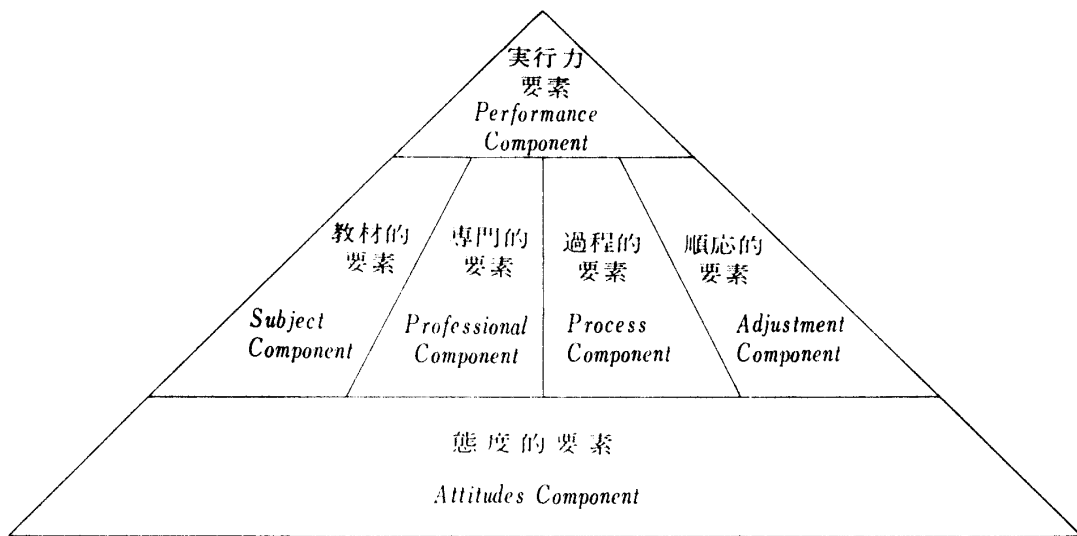 実行力
要素
Performance
Component
教材的
要素
Subject
Component
専門的
要素
Professional
Component
過程的
要素
Process
Component
順応的
要素
Adjustment
Component
態度的要素
Attitudes Component